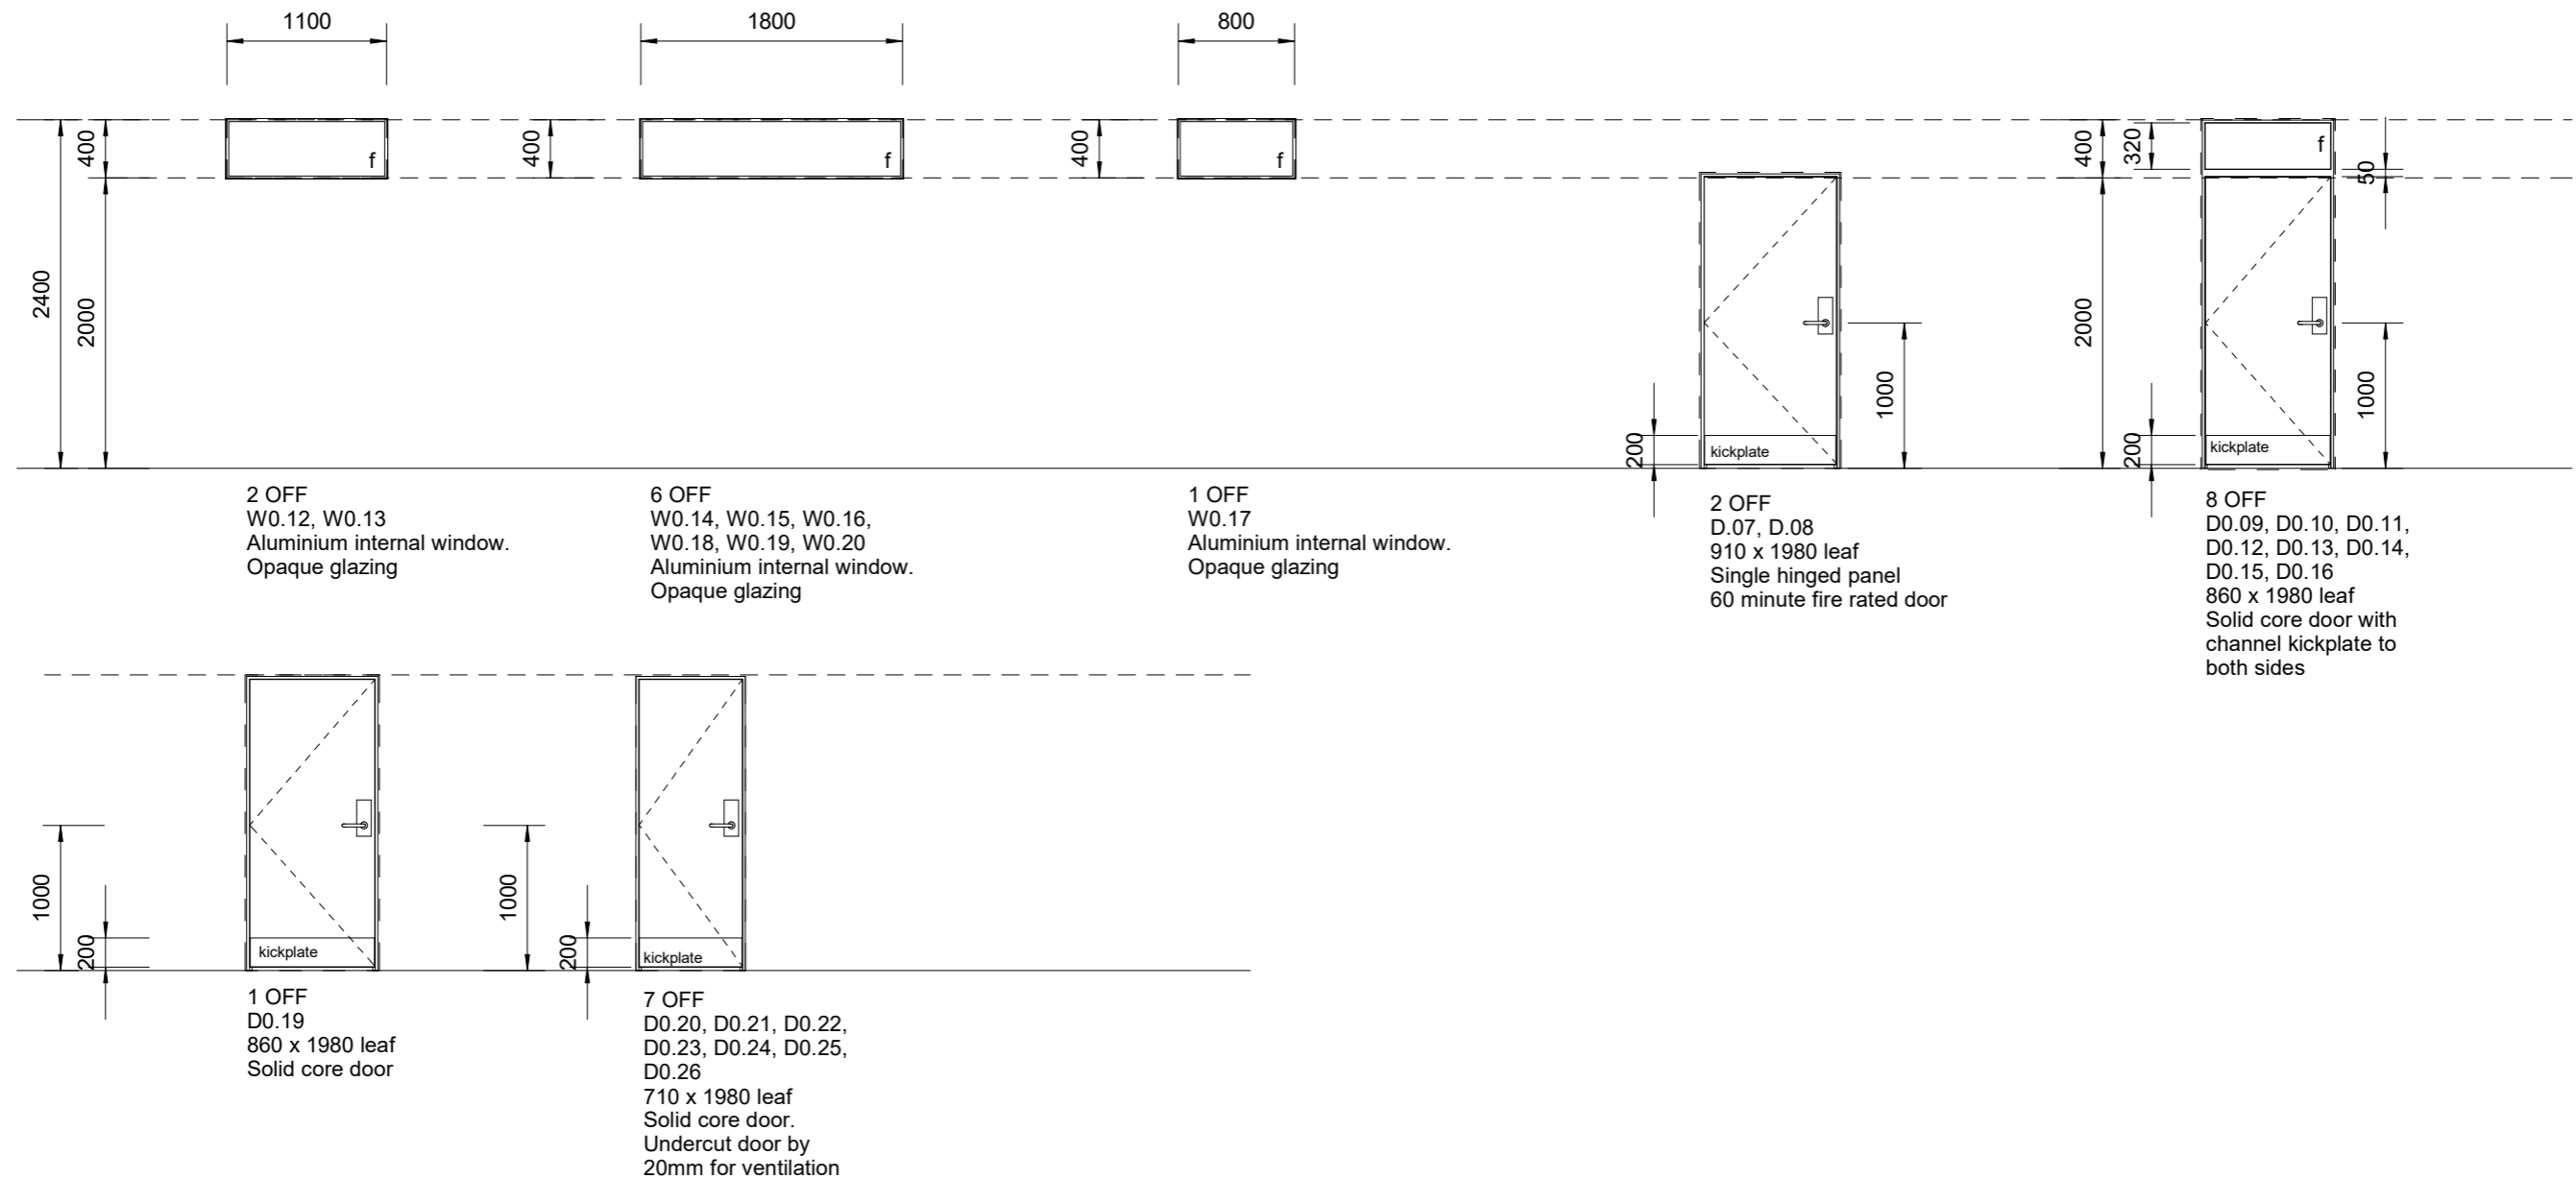 1100
1800
800
400
400
400
400
320
f
f
f
f
50
2400
2000
2000
1000
1000
200
200
kickplate
kickplate
2 OFF
W0.12, W0.13
Aluminium internal window.
Opaque glazing
6 OFF
W0.14, W0.15, W0.16,
W0.18, W0.19, W0.20
Aluminium internal window.
Opaque glazing
1 OFF
W0.17
Aluminium internal window.
Opaque glazing
2 OFF
D.07, D.08
910 x 1980 leaf
Single hinged panel
60 minute fire rated door
8 OFF
D0.09, D0.10, D0.11,
D0.12, D0.13, D0.14,
D0.15, D0.16
860 x 1980 leaf
Solid core door with
channel kickplate to
both sides
1000
200
kickplate
1000
200
kickplate
1 OFF
D0.19
860 x 1980 leaf
Solid core door
7 OFF
D0.20, D0.21, D0.22,
D0.23, D0.24, D0.25,
D0.26
710 x 1980 leaf
Solid core door.
Undercut door by
20mm for ventilation